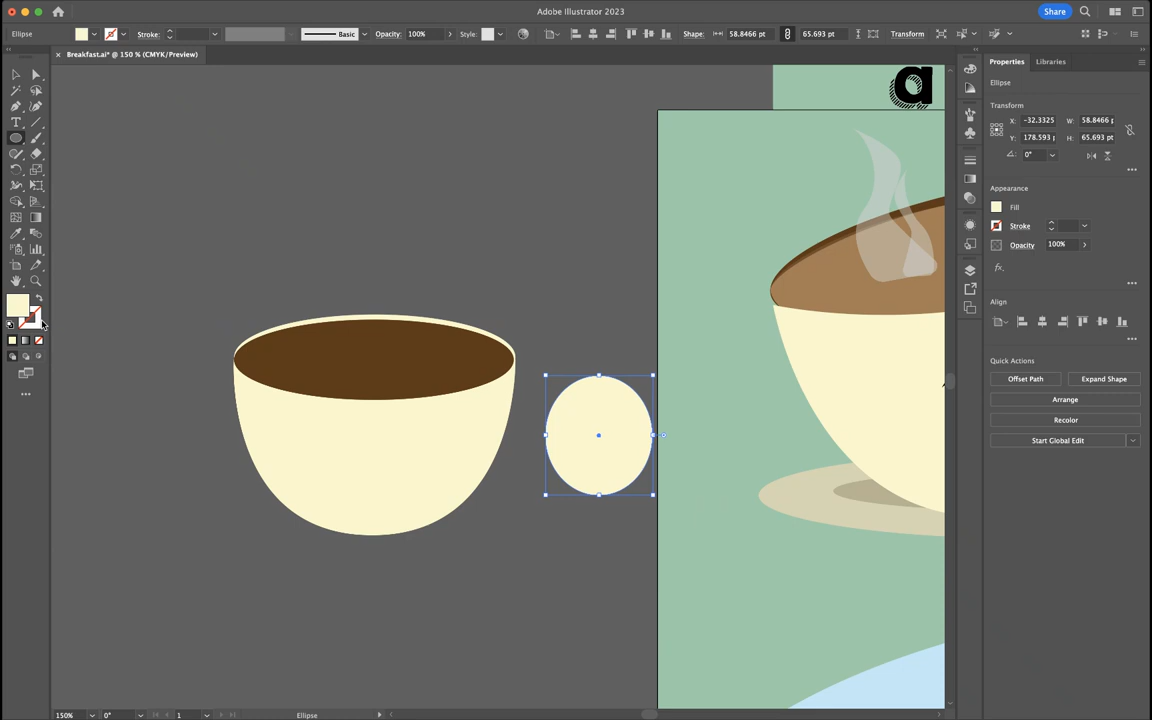 Adobe Illustrator 2023
Share
Ellipse
Stroke:
Basic
Opacity:
100%
Style:
Shape:
58.8466 pt
65.693 pt
Transform
Breakfast.ai* @ 150 % (CMYK/Preview)
Properties
Libraries
Ellipse
Transform
X:
-32.3325
W:
58.8466 p
Y:
178.593 p
H:
65.693 pt
0°
Appearance
Fill
Stroke
Opacity
100%
fx.
Align
Quick Actions
Offset Path
Expand Shape
Arrange
Recolor
Start Global Edit
a
150%
0°
1
Ellipse